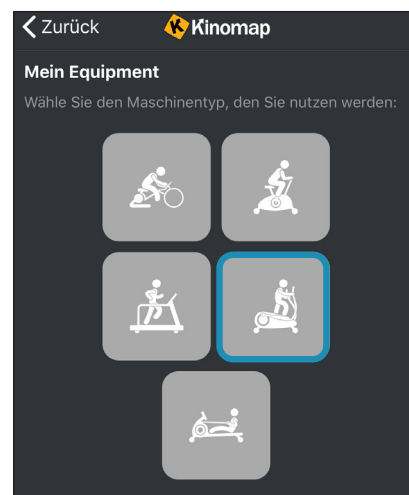 Zurück Kinomap
Mein Equipment
Wähle Sie den Maschinentyp, den Sie nutzen werden: